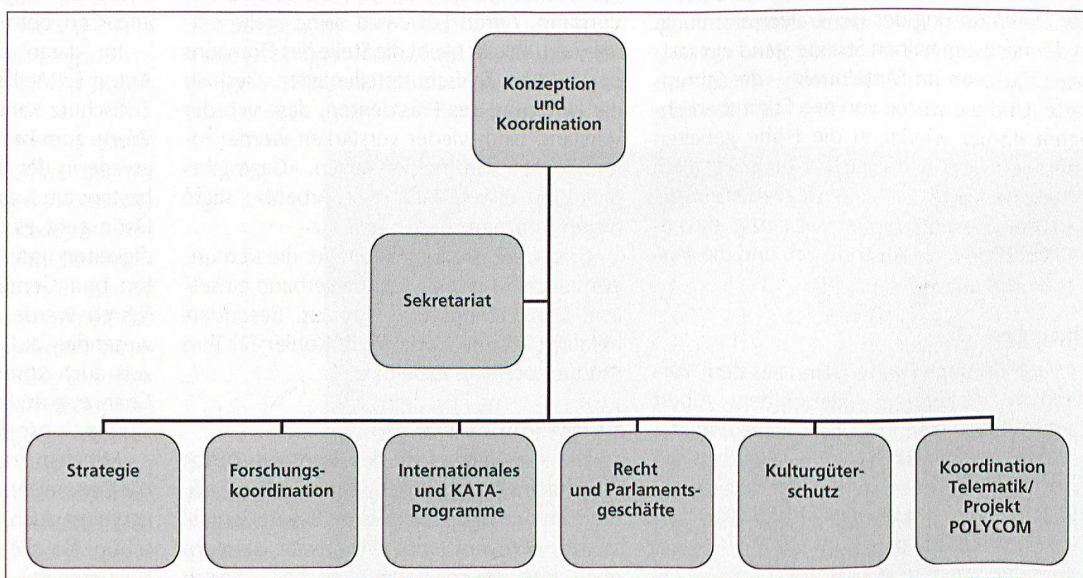 Konzeption
und
Koordination
Sekretariat
Strategie
Forschungs-
koordination
Internationales
und KATA-
Programme
Recht
und Parlaments-
geschäfte
Kulturgüter-
schutz
Koordination
Telematik/
Projekt
POLYCOM